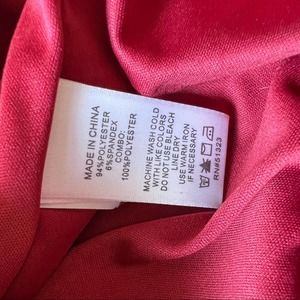 MADE IN CHINA
94%POLYESTER
6%SPANDEX
COMBO:
100%POLYESTER
MACHINE WASH COLD
WITH LIKE COLORS
DO NOT USE BLEACH
LINE DRY
USE WARM IRON
IF NECESSARY
RN#51323